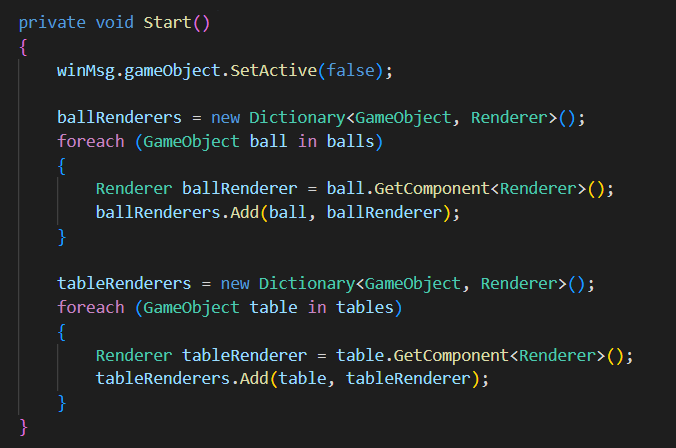 private void Start()
{
    winMsg.gameObject.SetActive(false);

    ballRenderers = new Dictionary<GameObject, Renderer>();
    foreach (GameObject ball in balls)
    {
        Renderer ballRenderer = ball.GetComponent<Renderer>();
        ballRenderers.Add(ball, ballRenderer);
    }

    tableRenderers = new Dictionary<GameObject, Renderer>();
    foreach (GameObject table in tables)
    {
        Renderer tableRenderer = table.GetComponent<Renderer>();
        tableRenderers.Add(table, tableRenderer);
    }
}